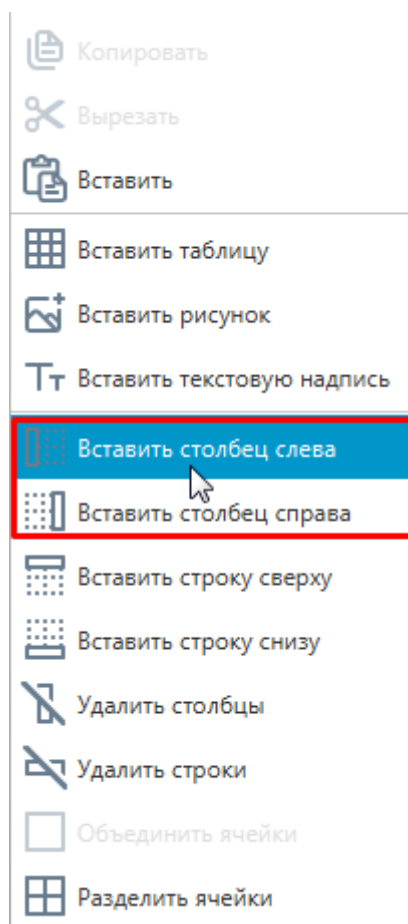 Копировать
Вырезать
Вставить
Вставить таблицу
Вставить рисунок
Вставить текстовую надпись
Вставить столбец слева
Вставить столбец справа
Вставить строку сверху
Вставить строку снизу
Удалить столбцы
Удалить строки
Объединить ячейки
Разделить ячейки